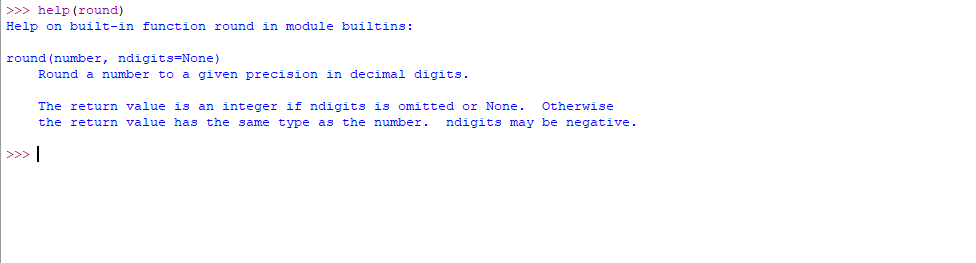 >>> help(round)
Help on built-in function round in module builtins:
round(number, ndigits=None)
Round a number to a given precision in decimal digits.
The return value is an integer if ndigits is omitted or None.  Otherwise
the return value has the same type as the number.  ndigits may be negative.
>>>